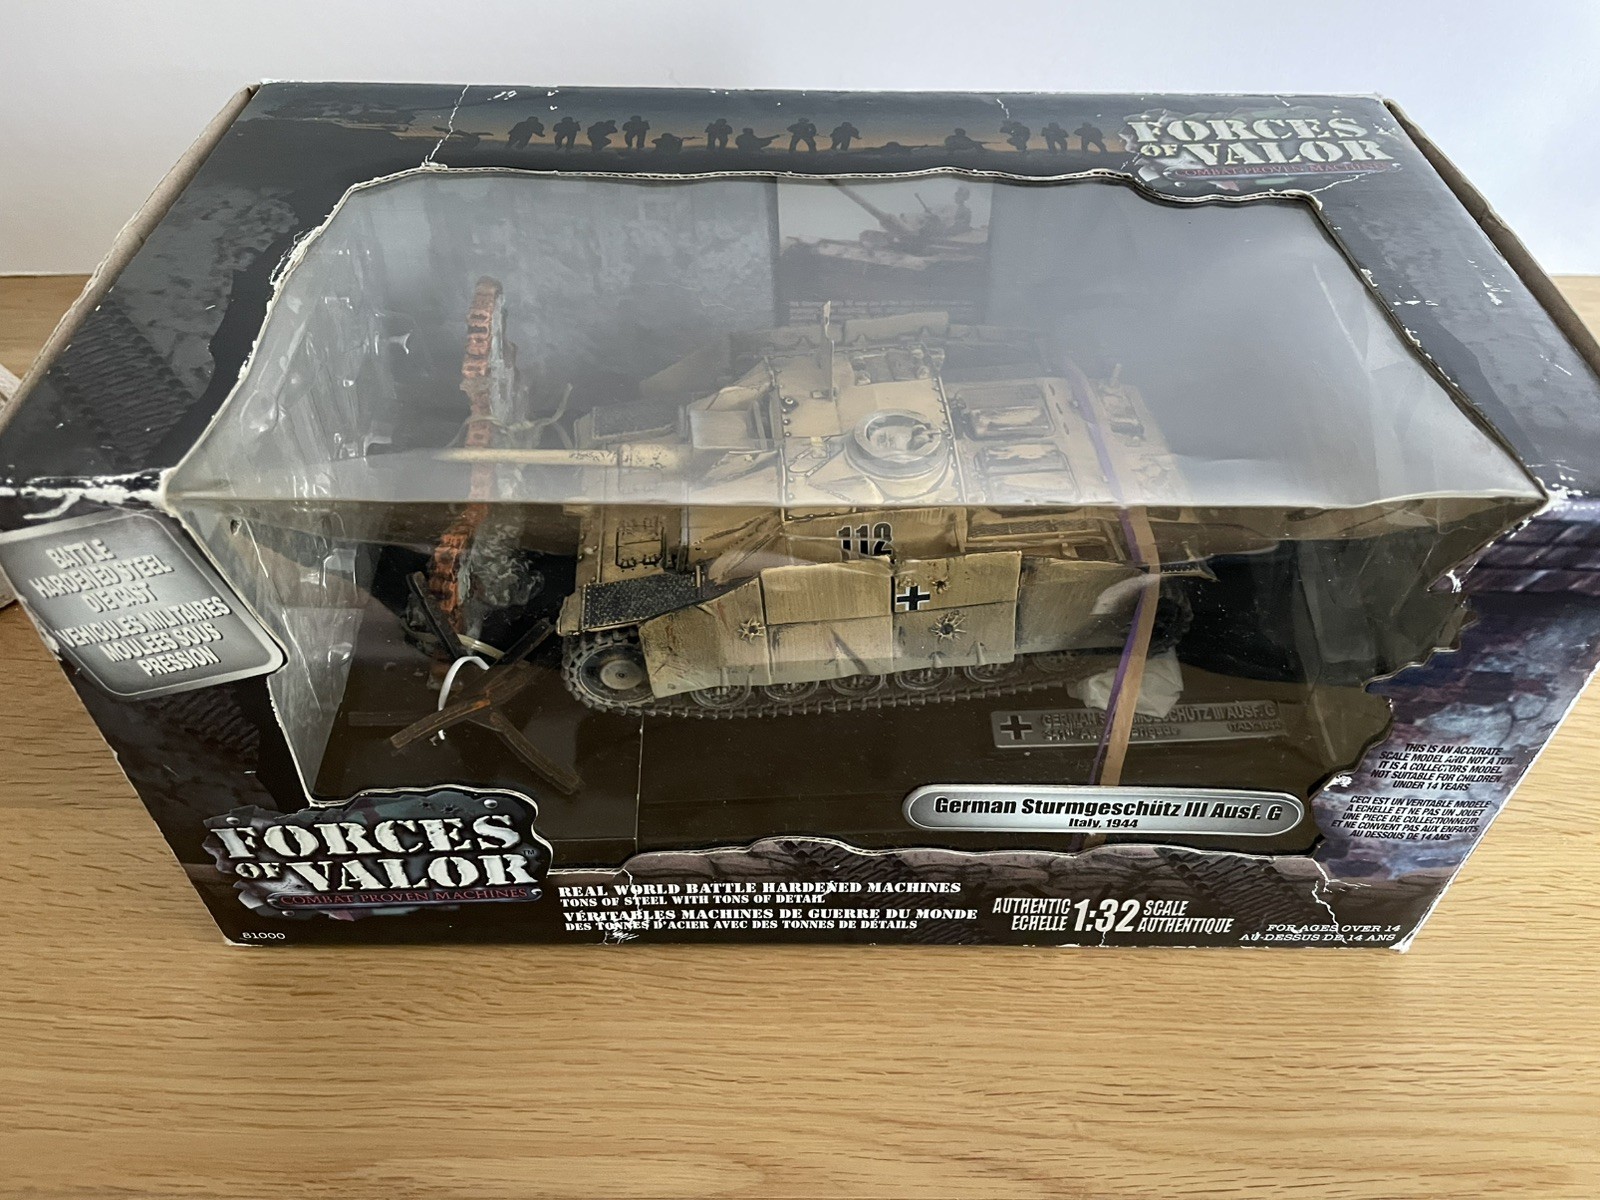 FORCES
OF VALOR
COMBAT PROVEN MACHINES
BATTLE
HARDENED STEEL
DIE CAST
VEHICULES MILITAIRES
MOULEES SOUS
PRESSION
112
GERMAN STURMGESCHÜTZ III AUSF. G
German Sturmgeschütz III Ausf. G
Italy, 1944
THIS IS AN ACCURATE
SCALE MODEL AND NOT A TOY.
IT IS A COLLECTORS MODEL
NOT SUITABLE FOR CHILDREN
UNDER 14 YEARS
CECI EST UN VERITABLE MODELE
A ECHELLE ET NE PAS UN JOUET
UNE PIECE DE COLLECTIONNEUR
ET NE CONVIENT PAS AUX ENFANTS
AU DESSOUS DE 14 ANS
FORCES
OF VALOR™
COMBAT PROVEN MACHINES
81000
REAL WORLD BATTLE HARDENED MACHINES
TONS OF STEEL WITH TONS OF DETAIL
VÉRITABLES MACHINES DE GUERRE DU MONDE
DES TONNES D'ACIER AVEC DES TONNES DE DÉTAILS
AUTHENTIC 1:32 SCALE
ECHELLE AUTHENTIQUE
FOR AGES OVER 14
AU-DESSUS DE 14 ANS